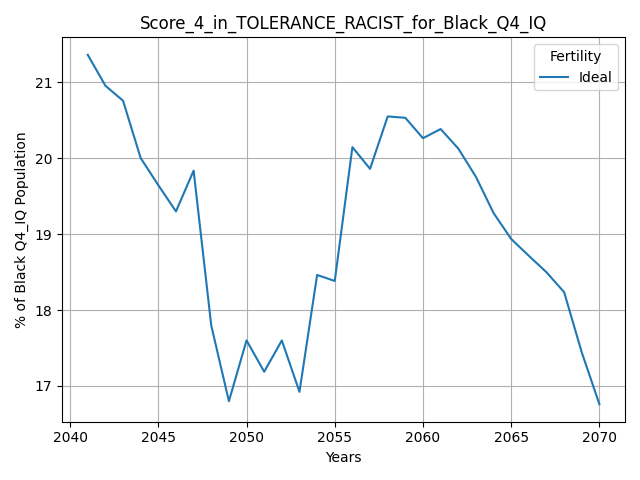 Score_4_in_TOLERANCE_RACIST_for_Black_Q4_IQ
% of Black Q4_IQ Population
21
20
19
18
17
Fertility
Ideal
2040 2045 2050 2055 2060 2065 2070
Years